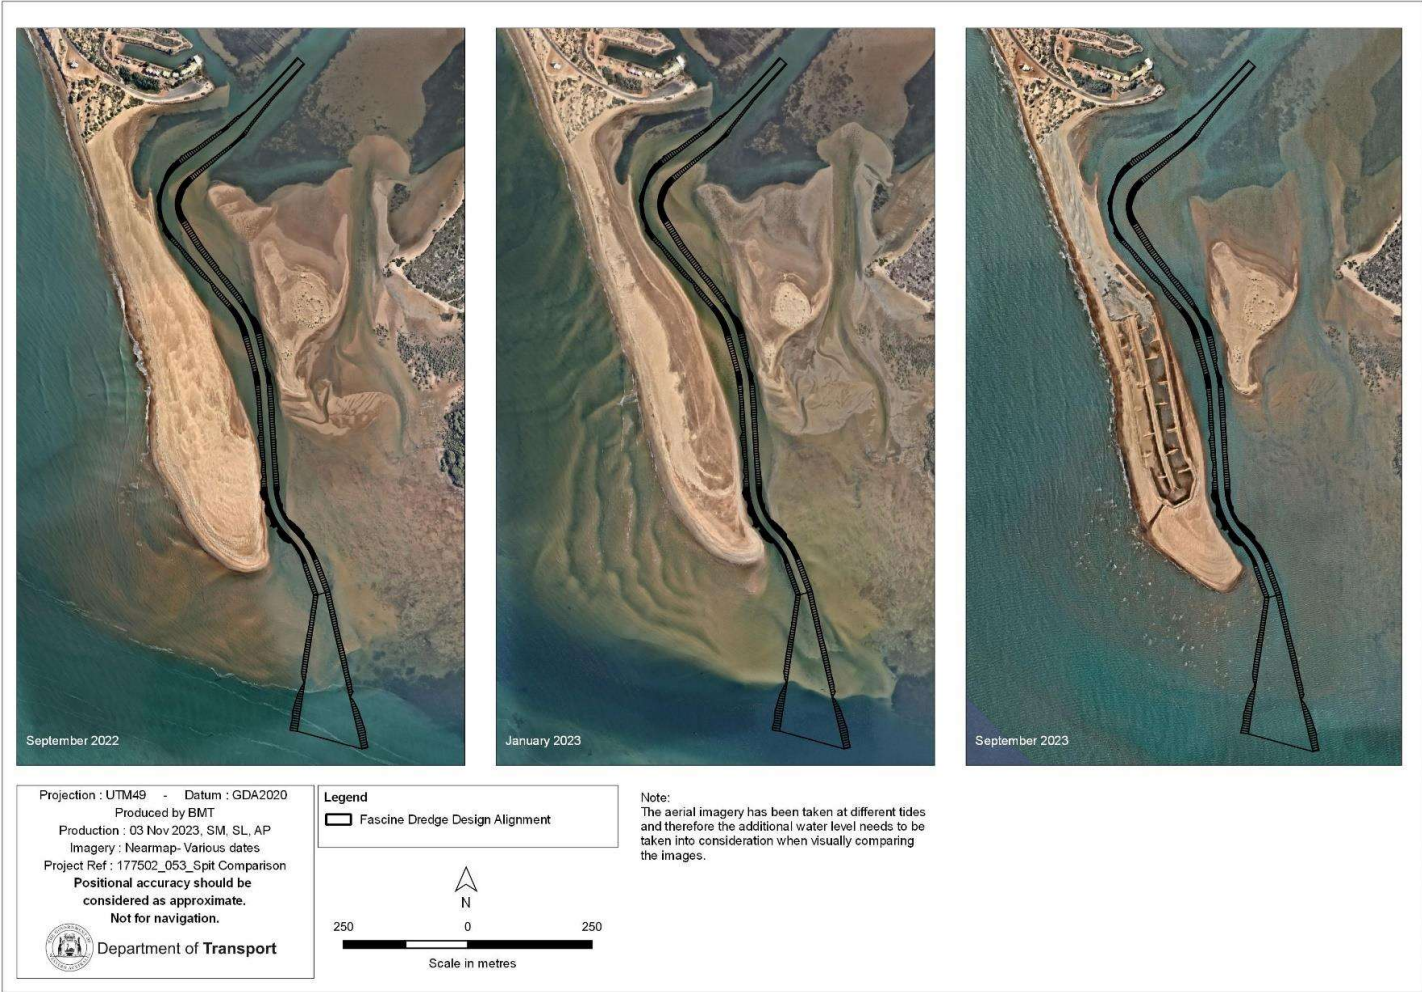 September 2022
January 2023
September 2023
Projection : UTM49 - Datum : GDA2020
Produced by BMT
Production : 03 Nov 2023, SM, SL, AP
Imagery : Nearmap- Various dates
Project Ref : 177502_053_Spit Comparison
Positional accuracy should be
considered as approximate.
Not for navigation.
Department of Transport
Legend
Fascine Dredge Design Alignment
N
250 0 250
Scale in metres
Note:
The aerial imagery has been taken at different tides
and therefore the additional water level needs to be
taken into consideration when visually comparing
the images.